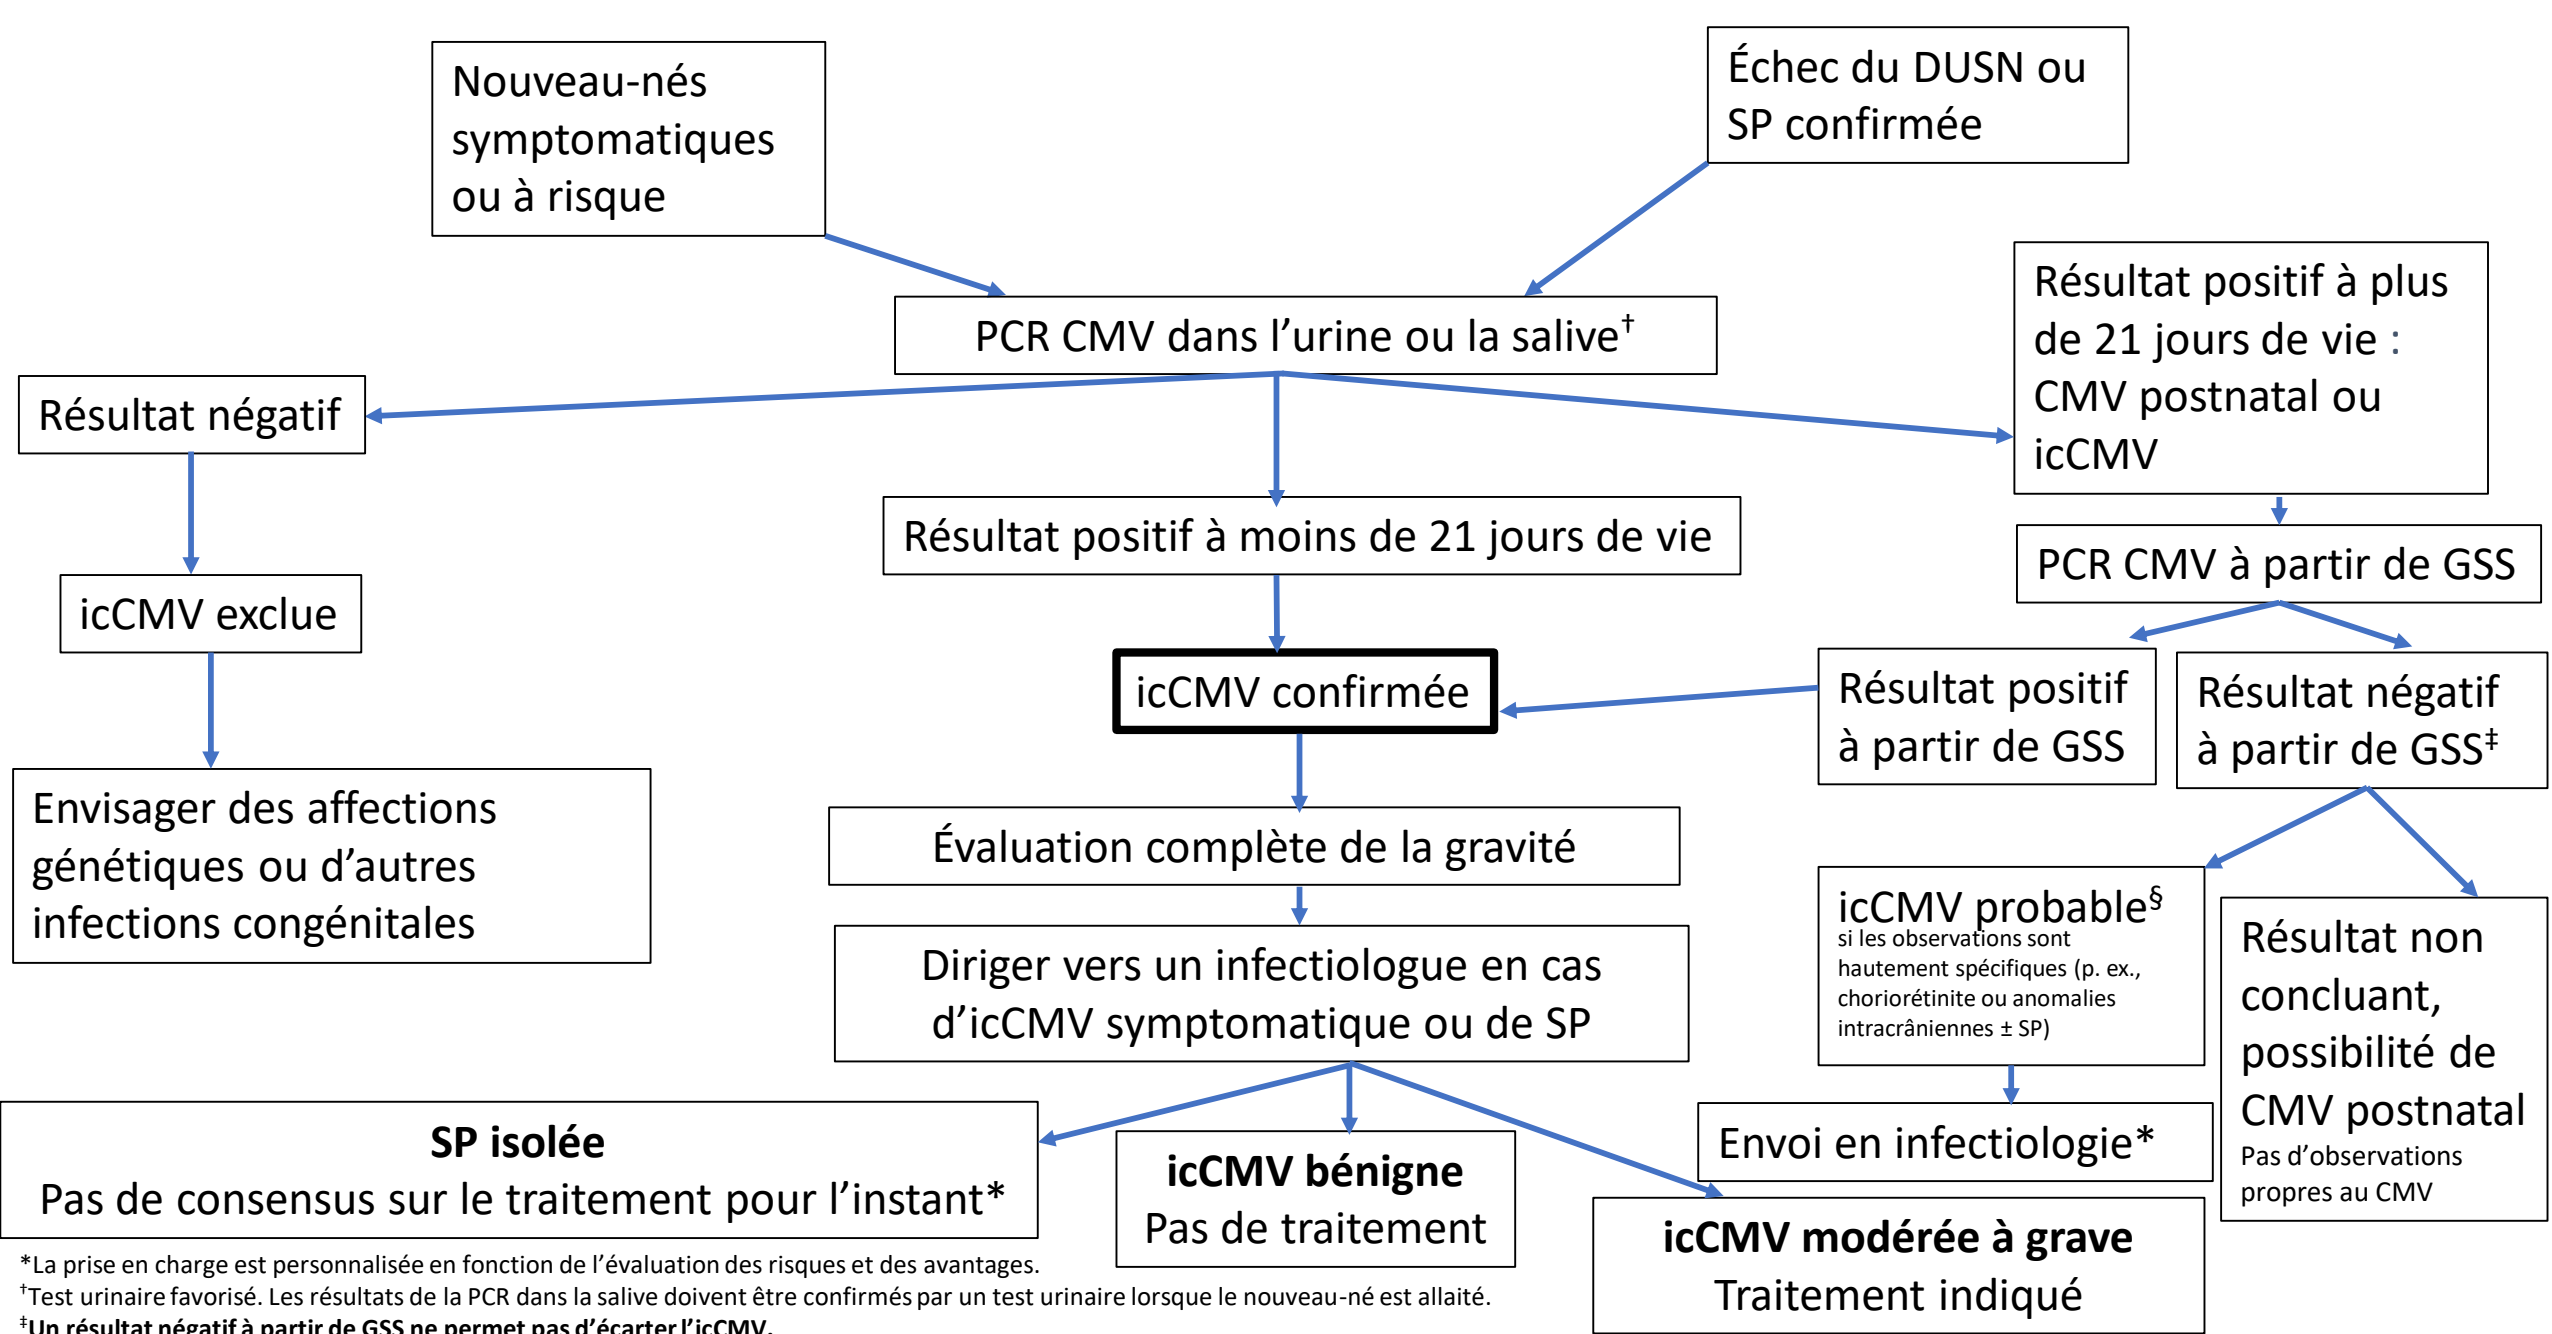 Nouveau-nés
symptomatiques
ou à risque
Échec du DUSN ou
SP confirmée
PCR CMV dans l’urine ou la salive†
Résultat positif à plus
de 21 jours de vie :
CMV postnatal ou
icCMV
Résultat négatif
Résultat positif à moins de 21 jours de vie
PCR CMV à partir de GSS
icCMV exclue
icCMV confirmée
Résultat positif
à partir de GSS
Résultat négatif
à partir de GSS‡
Envisager des affections
génétiques ou d’autres
infections congénitales
Évaluation complète de la gravité
icCMV probable§
si les observations sont
hautement spécifiques (p. ex.,
choriorétinite ou anomalies
intracrâniennes ± SP)
Résultat non
concluant,
possibilité de
CMV postnatal
Pas d’observations
propres au CMV
Diriger vers un infectiologue en cas
d’icCMV symptomatique ou de SP
Envoi en infectiologie*
SP isolée
Pas de consensus sur le traitement pour l’instant*
icCMV bénigne
Pas de traitement
icCMV modérée à grave
Traitement indiqué
*La prise en charge est personnalisée en fonction de l’évaluation des risques et des avantages.
†Test urinaire favorisé. Les résultats de la PCR dans la salive doivent être confirmés par un test urinaire lorsque le nouveau-né est allaité.
‡Un résultat négatif à partir de GSS ne permet pas d’écarter l’icCMV.